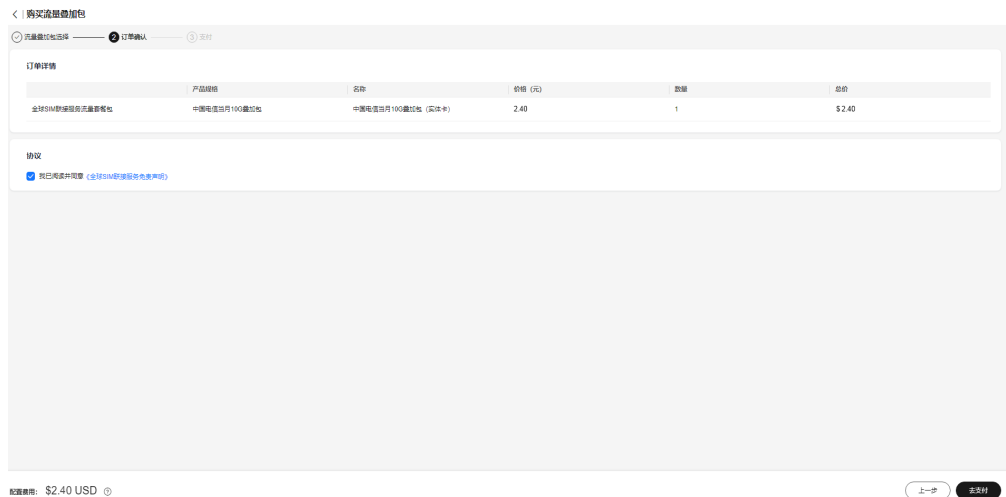 购买流量叠加包
流量叠加包选择 2 订单确认 3 支付
订单详情
产品规格 名称 价格 (元) 数量 总价
全球SIM联接服务流量套餐包 中国电信当月10G叠加包 中国电信当月10G叠加包 (实体卡) 2.40 1 $ 2.40
协议
我已阅读并同意 《全球SIM联接服务免责声明》
配置费用: $2.40 USD 上一步 去支付